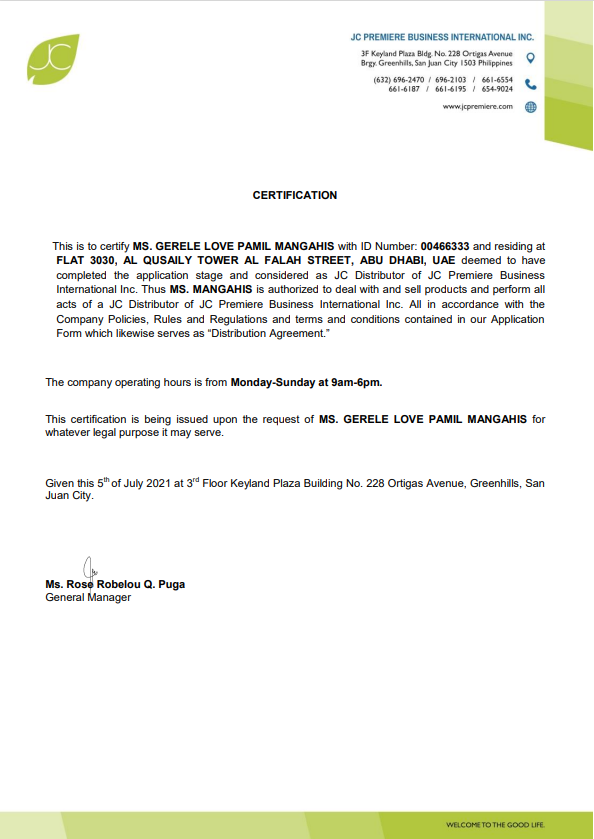 JC
JC PREMIERE BUSINESS INTERNATIONAL INC.
3F Keyland Plaza Bldg. No. 228 Ortigas Avenue
Brgy. Greenhills, San Juan City 1503 Philippines
(632) 696-2470 / 696-2103 / 661-6554
661-6187 / 661-6195 / 654-9024
www.jcpremiere.com
CERTIFICATION
This is to certify MS. GERELE LOVE PAMIL MANGAHIS with ID Number: 00466333 and residing at
FLAT 3030, AL QUSAILY TOWER AL FALAH STREET, ABU DHABI, UAE deemed to have
completed the application stage and considered as JC Distributor of JC Premiere Business
International Inc. Thus MS. MANGAHIS is authorized to deal with and sell products and perform all
acts of a JC Distributor of JC Premiere Business International Inc. All in accordance with the
Company Policies, Rules and Regulations and terms and conditions contained in our Application
Form which likewise serves as “Distribution Agreement.”
The company operating hours is from Monday-Sunday at 9am-6pm.
This certification is being issued upon the request of MS. GERELE LOVE PAMIL MANGAHIS for
whatever legal purpose it may serve.
Given this 5th of July 2021 at 3rd Floor Keyland Plaza Building No. 228 Ortigas Avenue, Greenhills, San
Juan City.
Ms. Rose Robelou Q. Puga
General Manager
WELCOME TO THE GOOD LIFE.